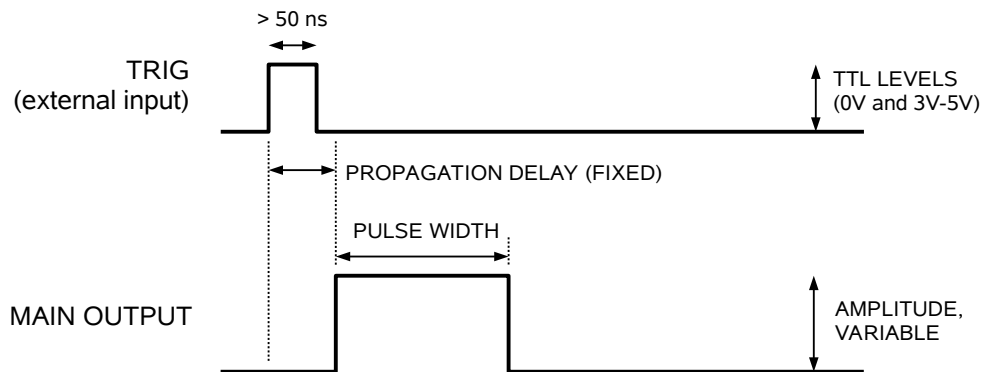 > 50 ns
TRIG
(external input)
TTL LEVELS
(0V and 3V-5V)
PROPAGATION DELAY (FIXED)
PULSE WIDTH
MAIN OUTPUT
AMPLITUDE,
VARIABLE